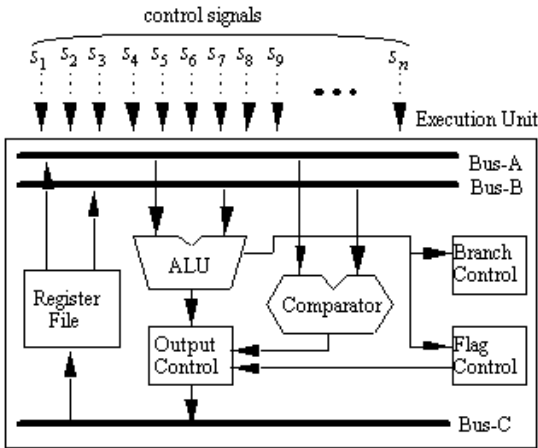 control signals
s1 s2 s3 s4 s5 s6 s7 s8 s9 ••• sn
Execution Unit
Bus-A
Bus-B
ALU
Branch
Control
Register
File
Comparator
Output
Control
Flag
Control
Bus-C